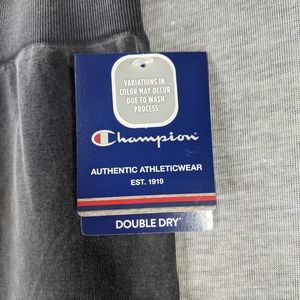 VARIATIONS IN
COLOR MAY OCCUR
DUE TO WASH
PROCESS
Champion
AUTHENTIC ATHLETICWEAR
EST. 1919
DOUBLE DRY®